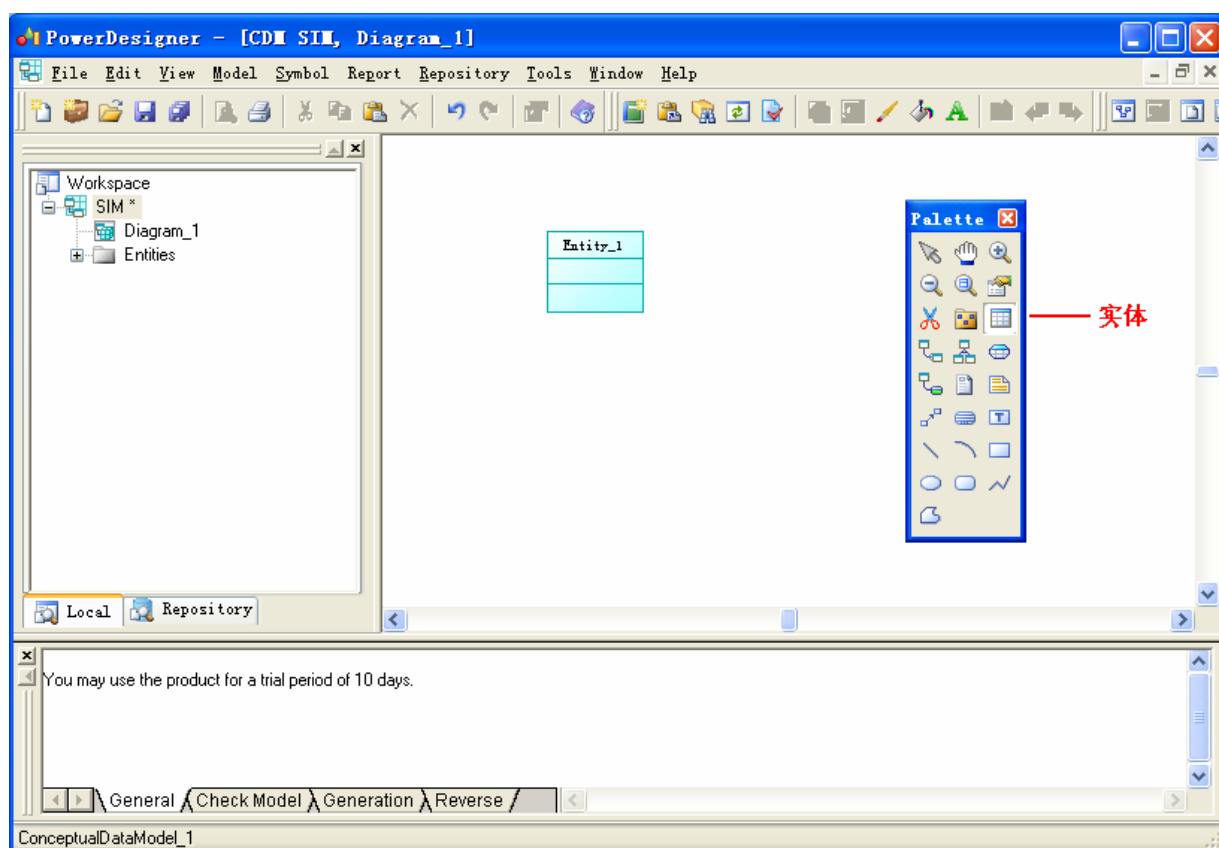 PowerDesigner - [CDM SIM, Diagram_1]
File Edit View Model Symbol Report Repository Tools Window Help
Workspace
SIM *
Diagram_1
Entities
Entity_1
Palette
实体
Local Repository
You may use the product for a trial period of 10 days.
General Check Model Generation Reverse
ConceptualDataModel_1